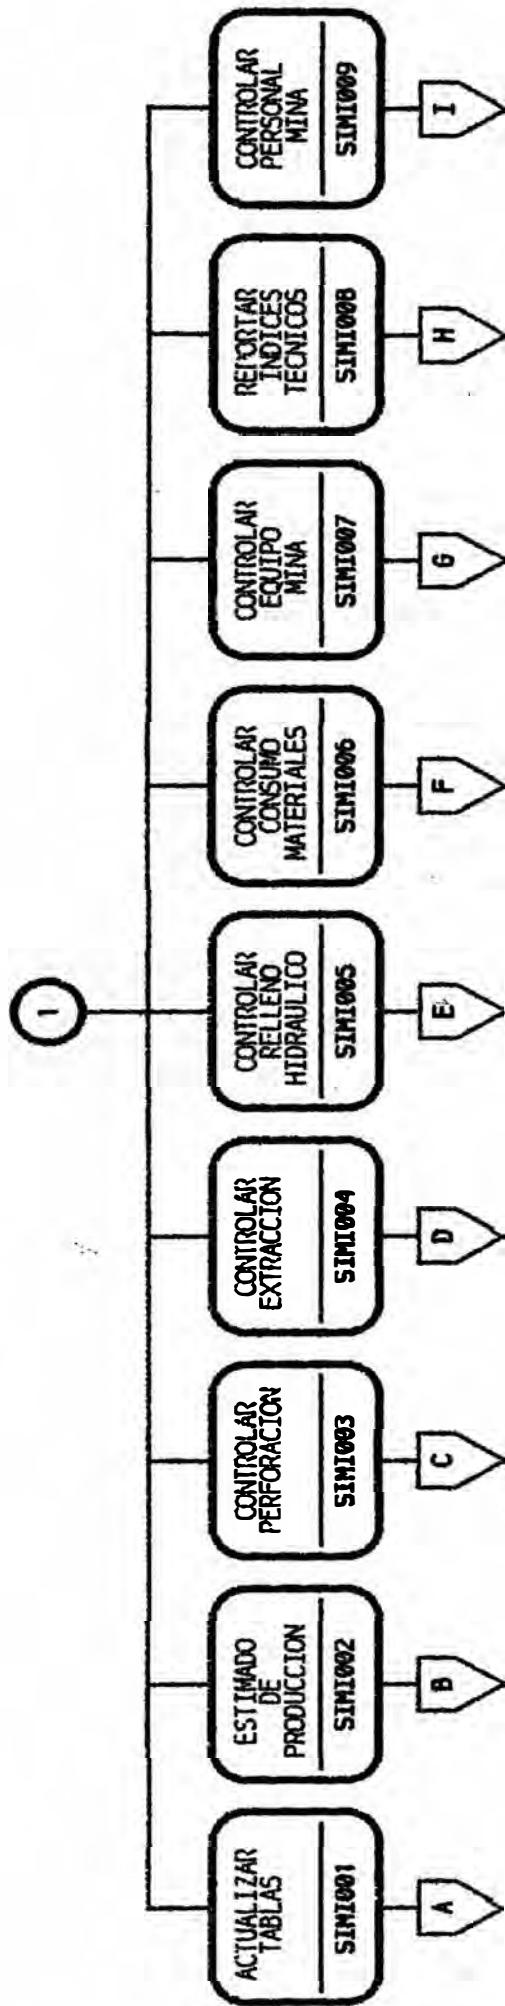 1
ACTUALIZAR
TABLAS
SIMI001
A
ESTIMADO
DE
PRODUCCION
SIMI002
B
CONTROLAR
PERFORACION
SIMI003
C
CONTROLAR
EXTRACCION
SIMI004
D
CONTROLAR
RELLENO
HIDRAULICO
SIMI005
E
CONTROLAR
CONSUMO
MATERIALES
SIMI006
F
CONTROLAR
EQUIPO
MINA
SIMI007
G
REPORTAR
INDICES
TECNICOS
SIMI008
H
CONTROLAR
PERSONAL
MINA
SIMI009
I